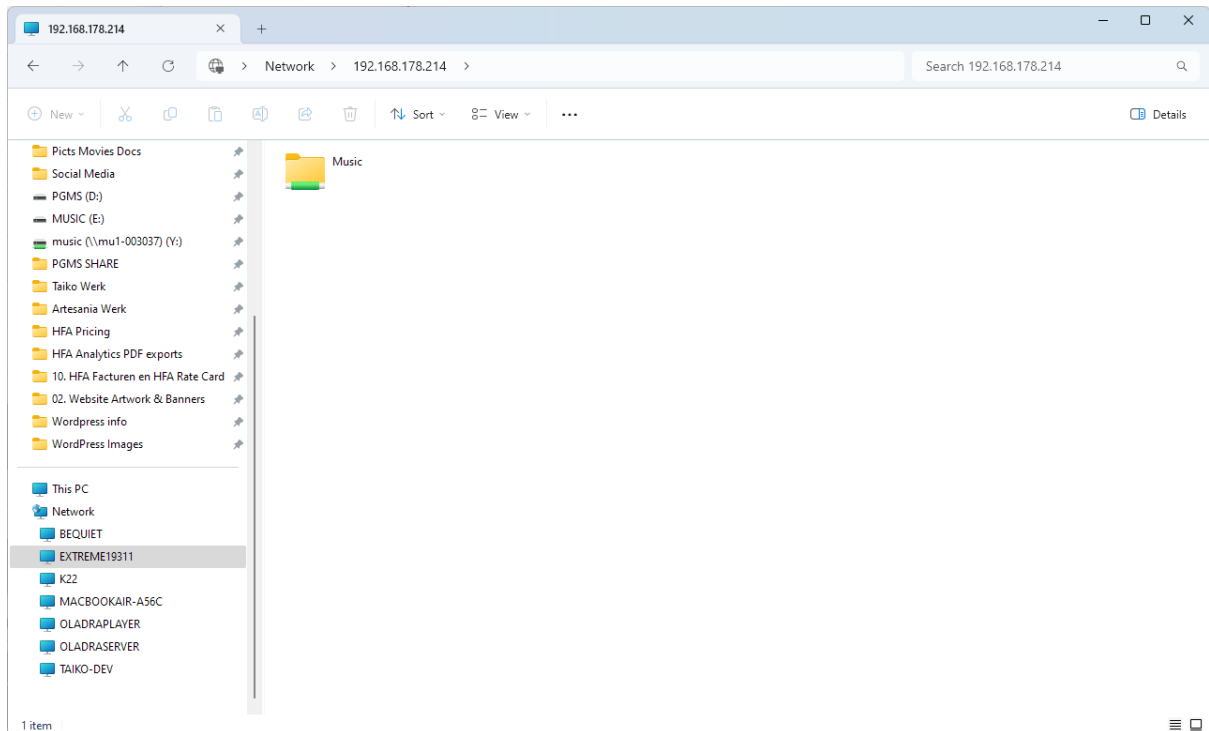 192.168.178.214
Network > 192.168.178.214 >
Search 192.168.178.214
New
Sort
View
Details
Picts Movies Docs
Social Media
PGMS (D:)
MUSIC (E:)
music (\\mu1-003037) (Y:)
PGMS SHARE
Taiko Werk
Artesania Werk
HFA Pricing
HFA Analytics PDF exports
10. HFA Facturen en HFA Rate Card
02. Website Artwork & Banners
Wordpress info
WordPress Images
This PC
Network
BEQUIET
EXTREME19311
K22
MACBOOKAIR-A56C
OLADRAPLAYER
OLADRASERVER
TAIKO-DEV
Music
1 item